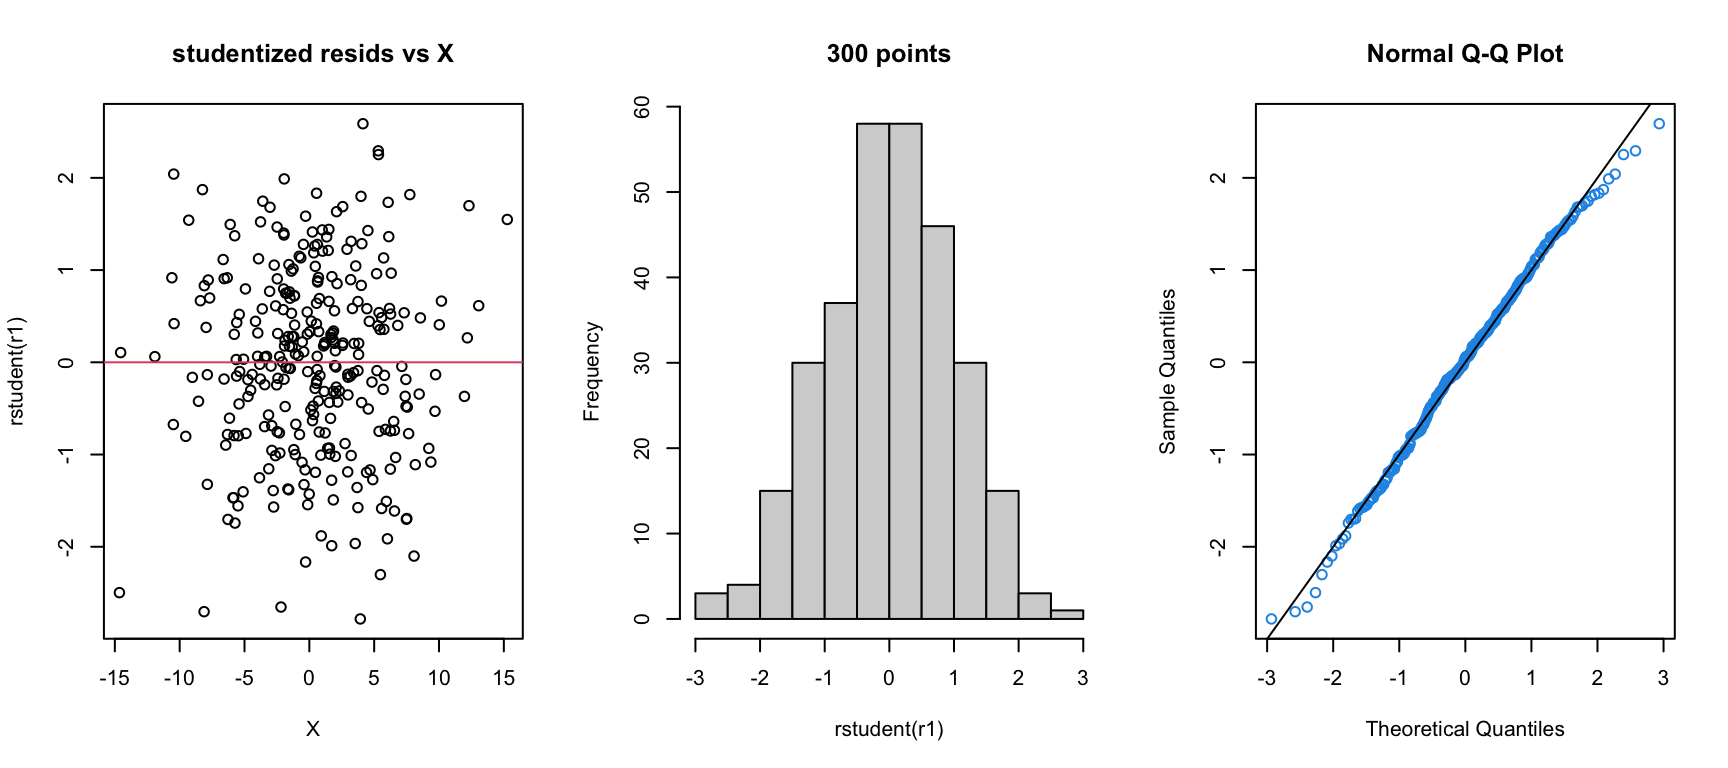 studentized resids vs X
rstudent(r1)
2
1
0
-1
-2
-15 -10 -5 0 5 10 15
X
300 points
Frequency
60
50
40
30
20
10
0
-3 -2 -1 0 1 2 3
rstudent(r1)
Normal Q-Q Plot
Sample Quantiles
2
1
0
-1
-2
-3 -2 -1 0 1 2 3
Theoretical Quantiles